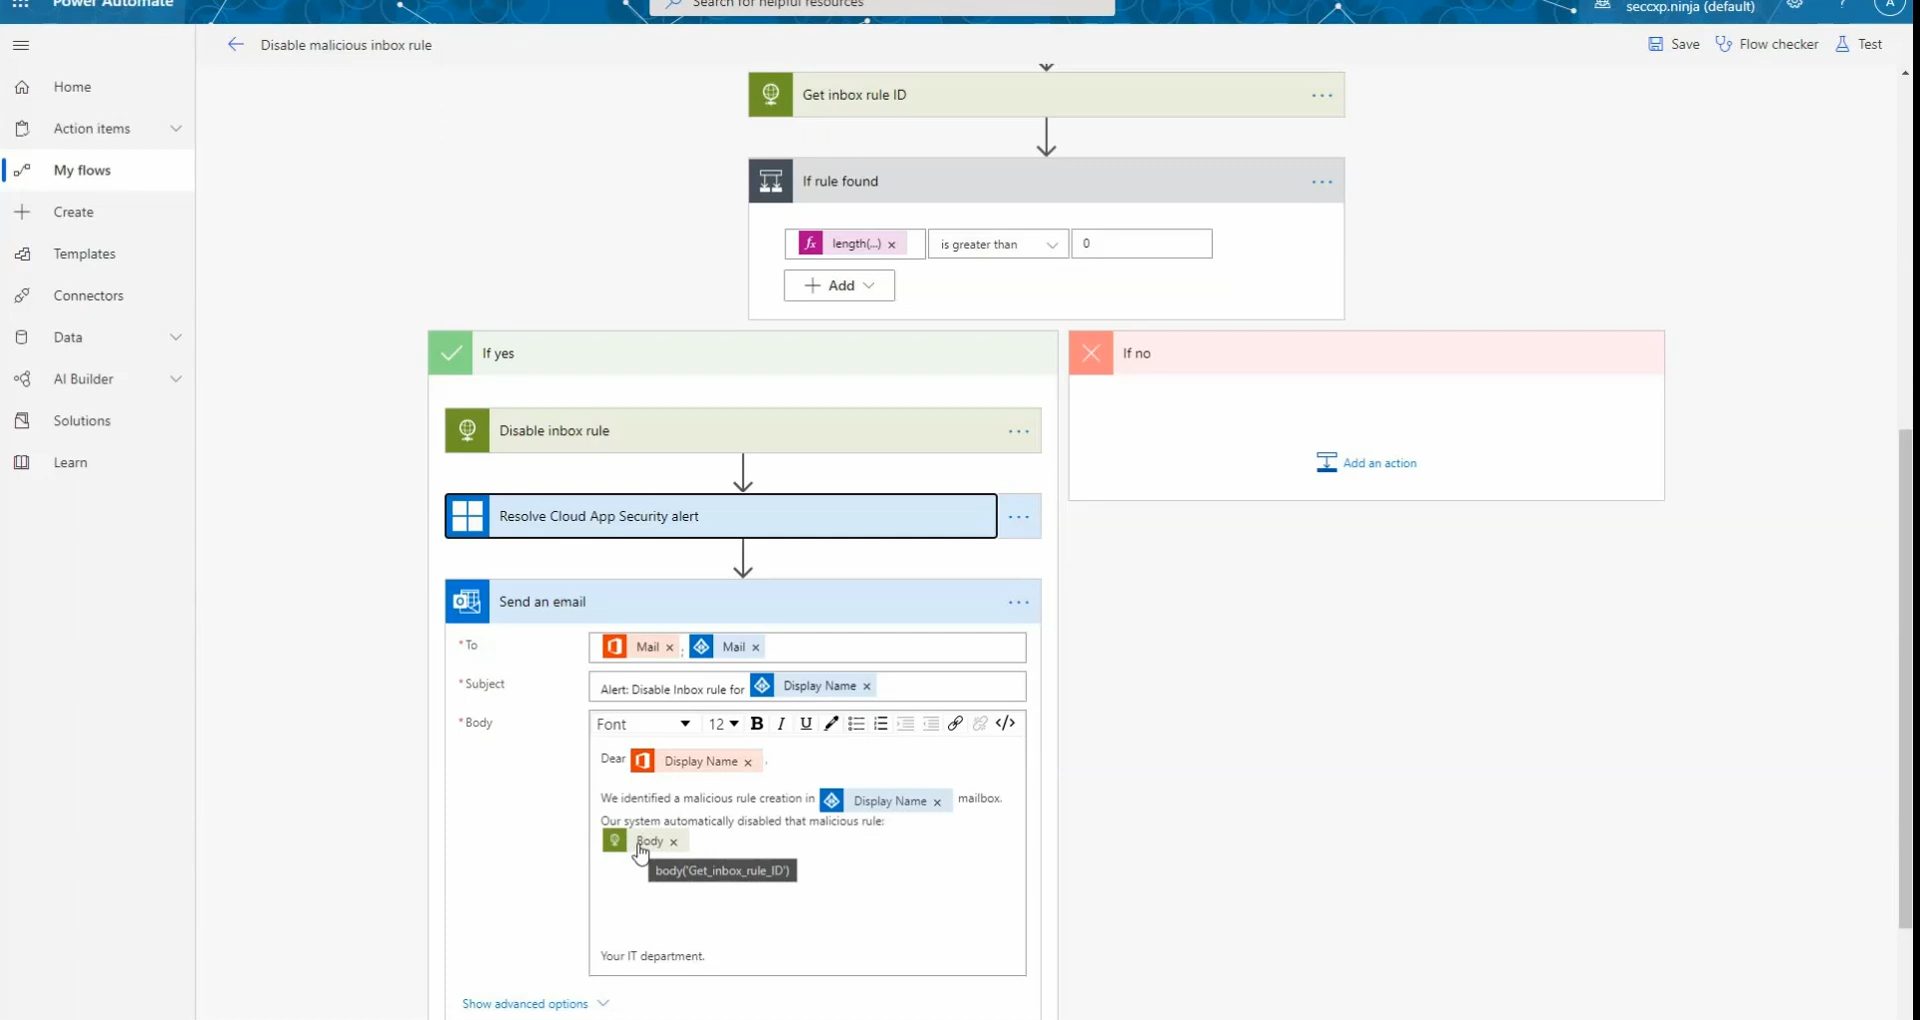 Power Automate
Search for helpful resources
seccxp.ninja (default)
?
A
Disable malicious inbox rule
Save
Flow checker
Test
Home
Action items
My flows
Create
Templates
Connectors
Data
AI Builder
Solutions
Learn
Get inbox rule ID
...
If rule found
...
fx length(...) ×
is greater than
0
+ Add
If yes
If no
Disable inbox rule
...
Add an action
Resolve Cloud App Security alert
...
Send an email
...
* To
Mail × ; Mail ×
* Subject
Alert: Disable Inbox rule for Display Name ×
* Body
Font 12 B I U </>
Dear Display Name × ,
We identified a malicious rule creation in Display Name × mailbox.
Our system automatically disabled that malicious rule:
Body ×
body('Get_inbox_rule_ID')
Your IT department.
Show advanced options